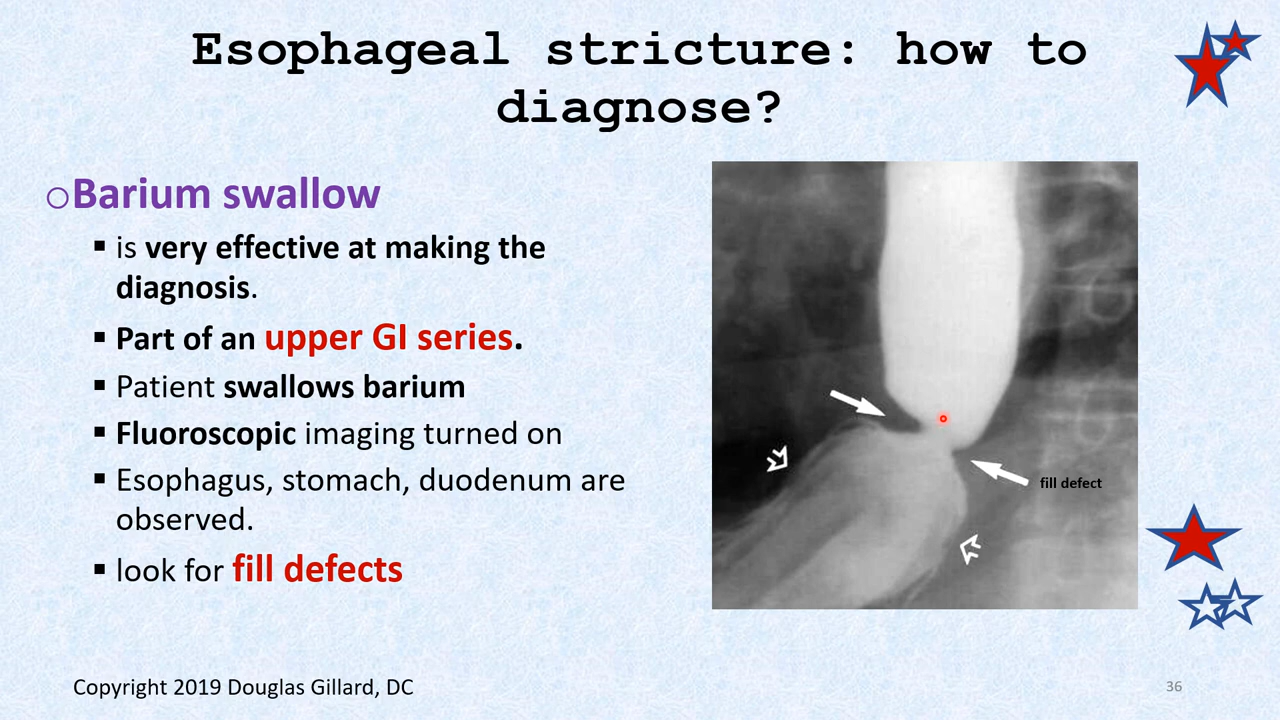 Esophageal stricture: how to
diagnose?
oBarium swallow
▪ is very effective at making the
diagnosis.
▪ Part of an upper GI series.
▪ Patient swallows barium
▪ Fluoroscopic imaging turned on
▪ Esophagus, stomach, duodenum are
observed.
▪ look for fill defects
fill defect
Copyright 2019 Douglas Gillard, DC
36